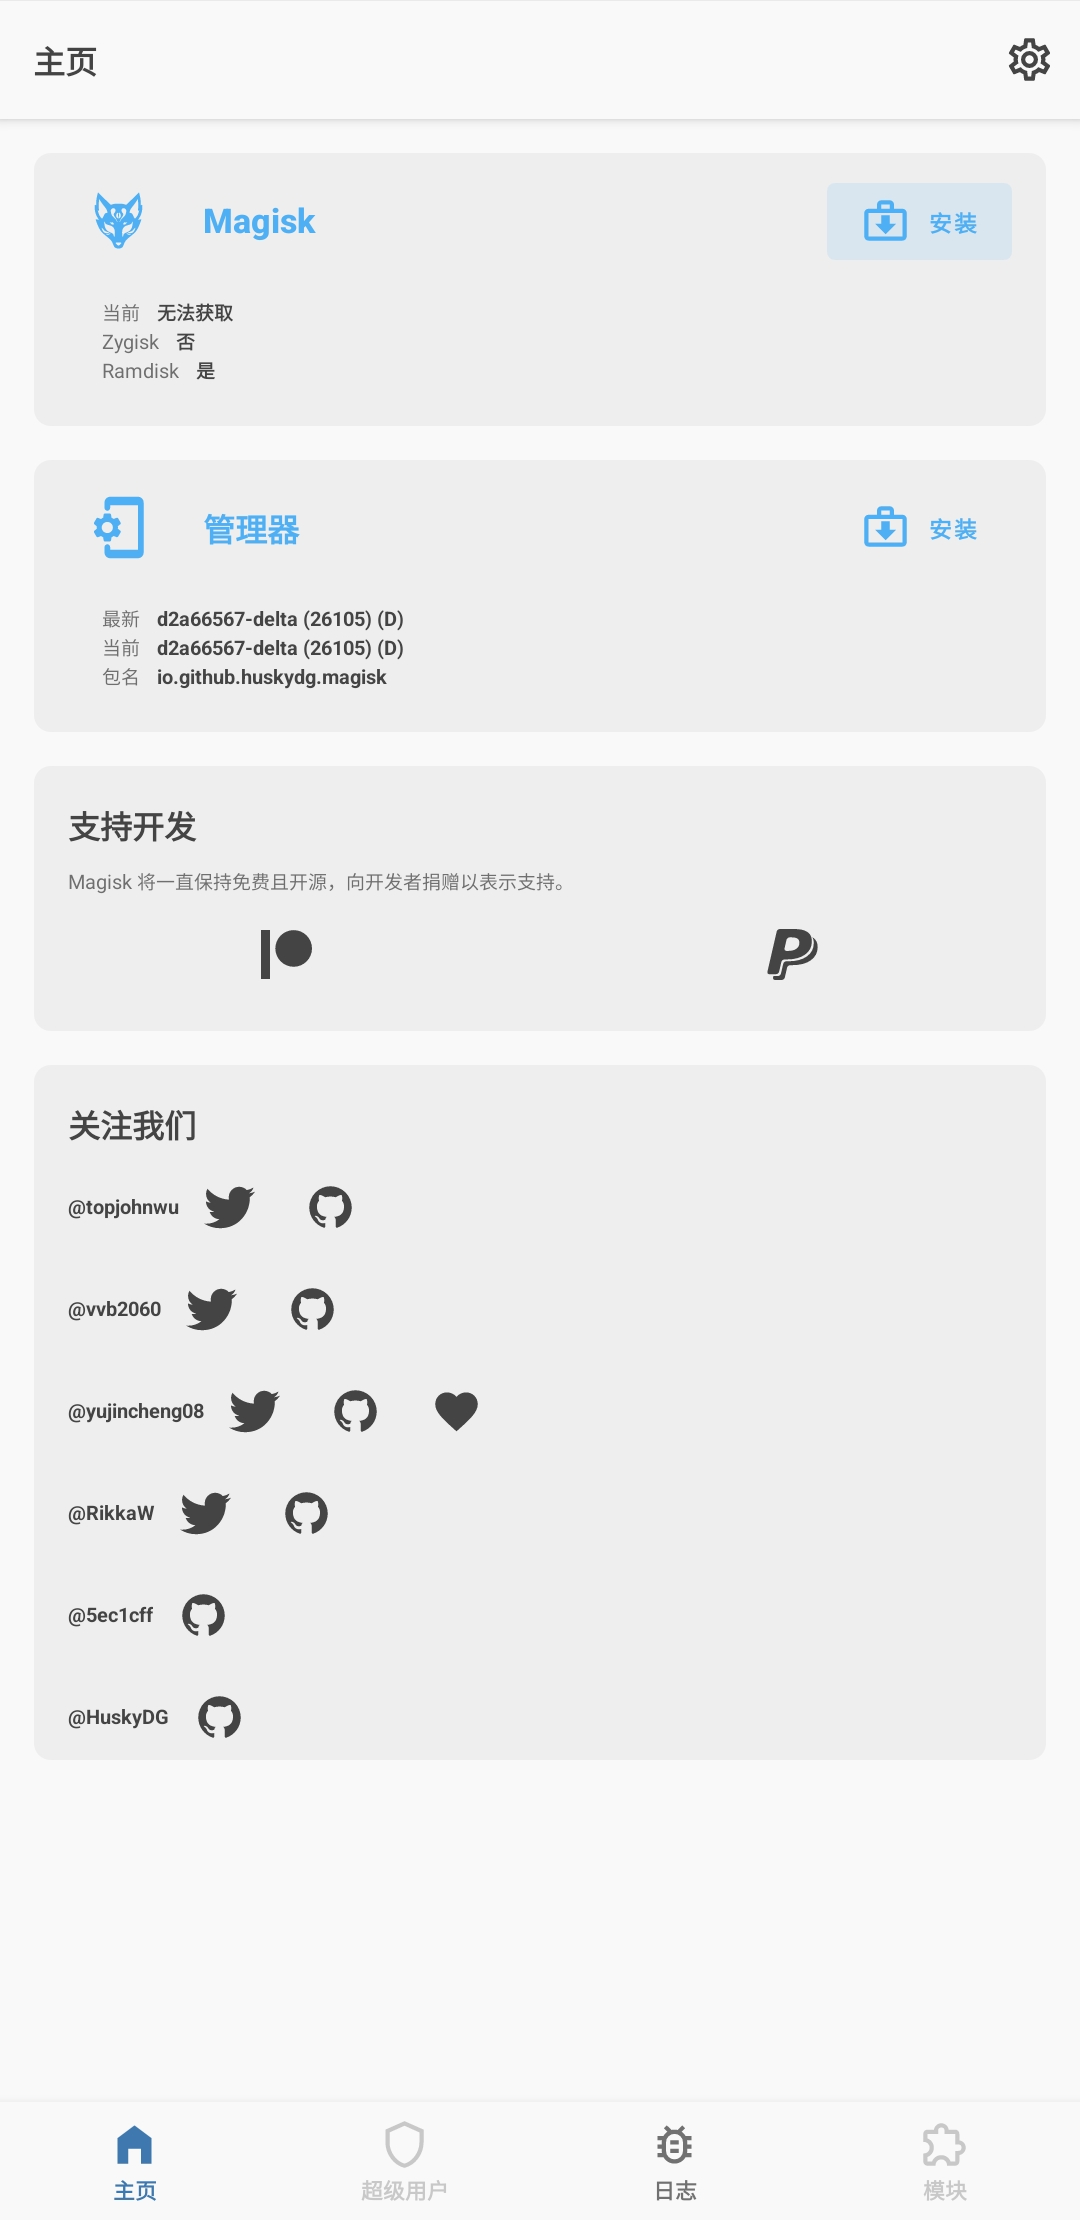 主页
Magisk
安装
当前 无法获取
Zygisk 否
Ramdisk 是
管理器
安装
最新 d2a66567-delta (26105) (D)
当前 d2a66567-delta (26105) (D)
包名 io.github.huskydg.magisk
支持开发
Magisk 将一直保持免费且开源，向开发者捐赠以表示支持。
关注我们
@topjohnwu
@vvb2060
@yujincheng08
@RikkaW
@5ec1cff
@HuskyDG
主页 超级用户 日志 模块